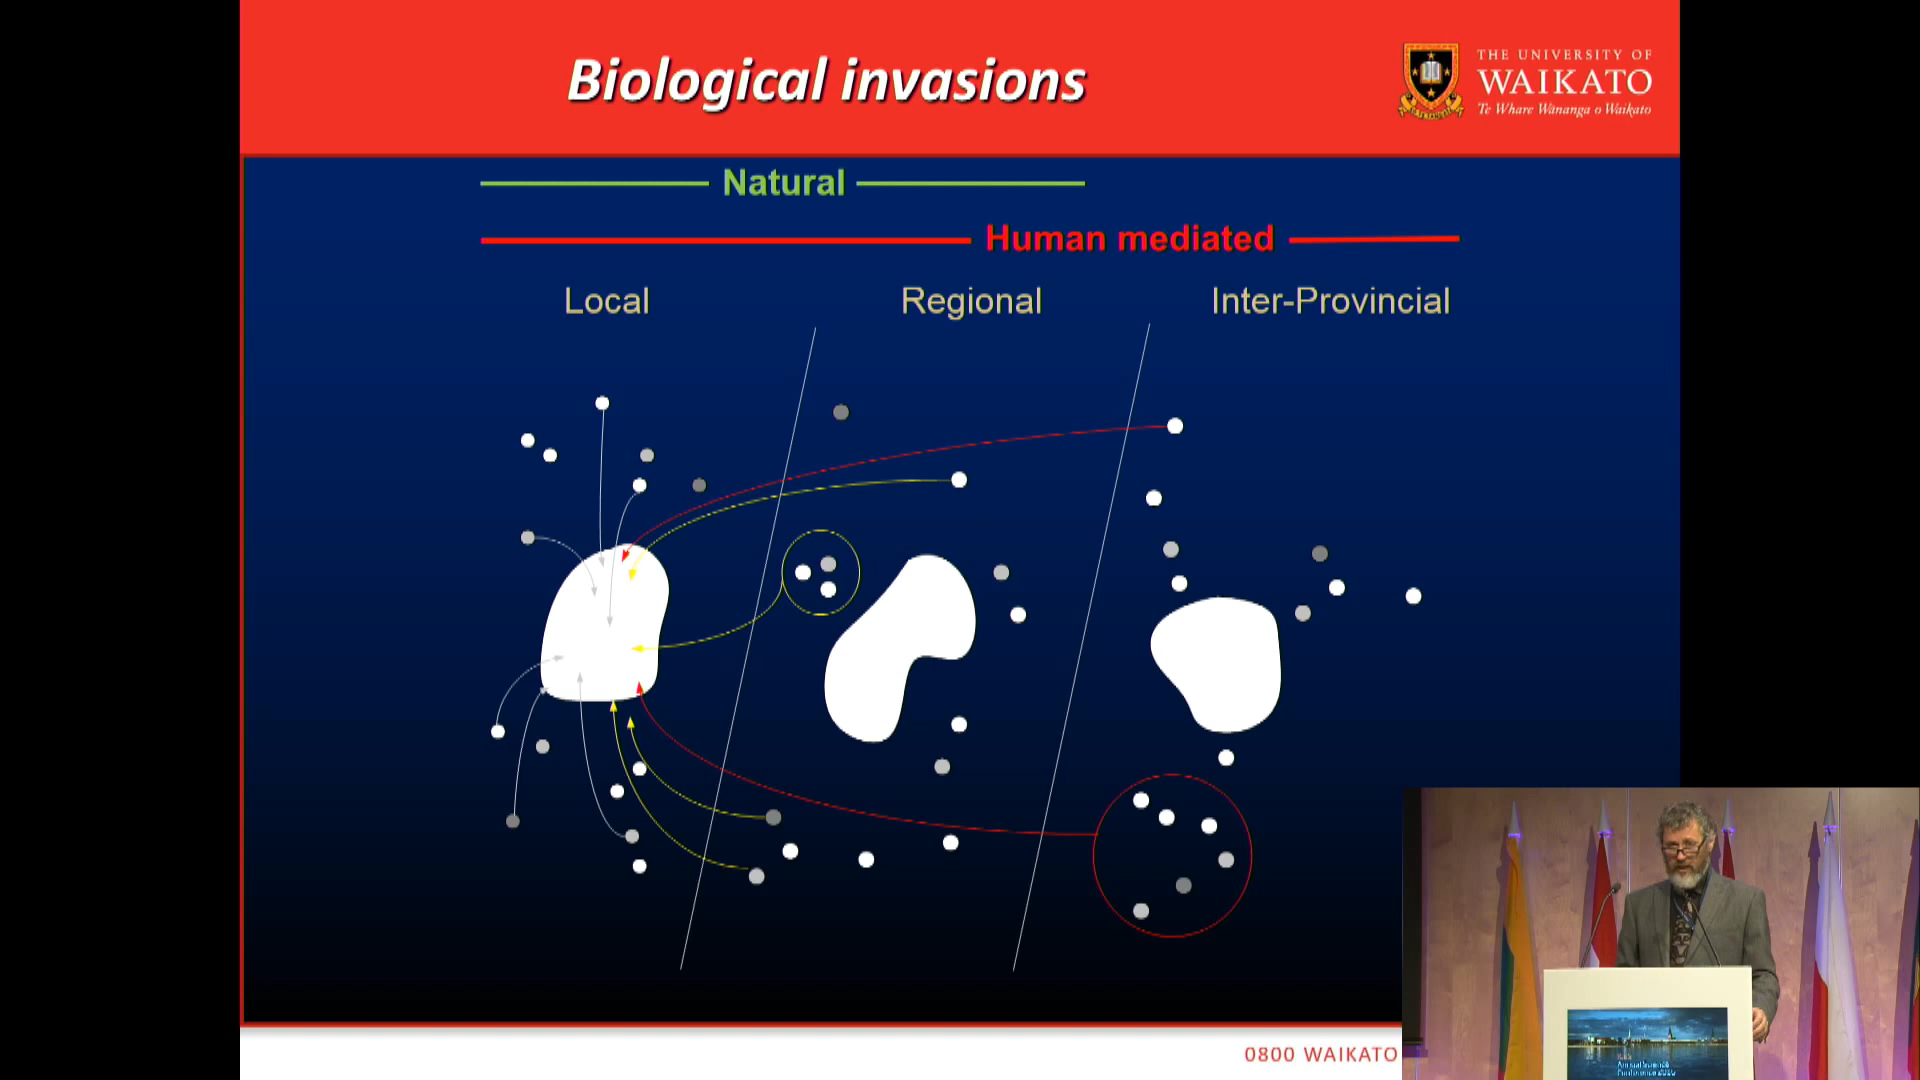 Biological invasions
THE UNIVERSITY OF
WAIKATO
Te Whare Wānanga o Waikato
Natural
Human mediated
Local
Regional
Inter-Provincial
0800 WAIKATO